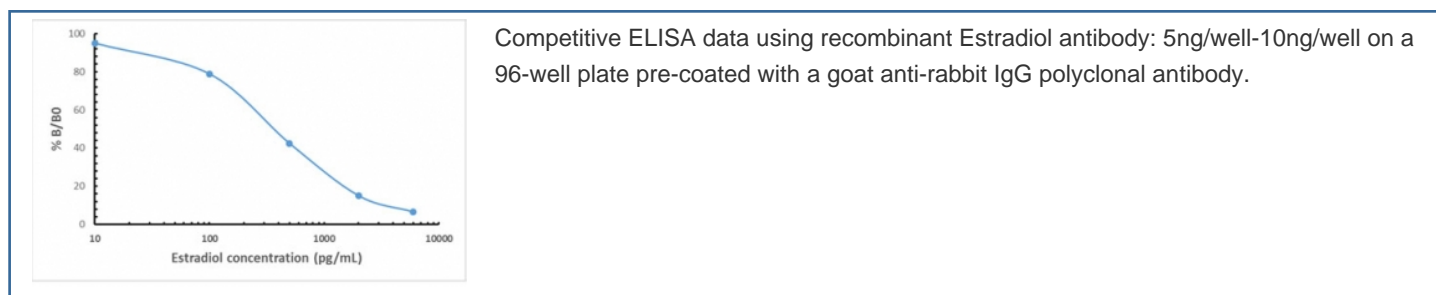 100
80
60
40
20
0
% B/B0
10 100 1000 10000
Estradiol concentration (pg/mL)
Competitive ELISA data using recombinant Estradiol antibody: 5ng/well-10ng/well on a
96-well plate pre-coated with a goat anti-rabbit IgG polyclonal antibody.